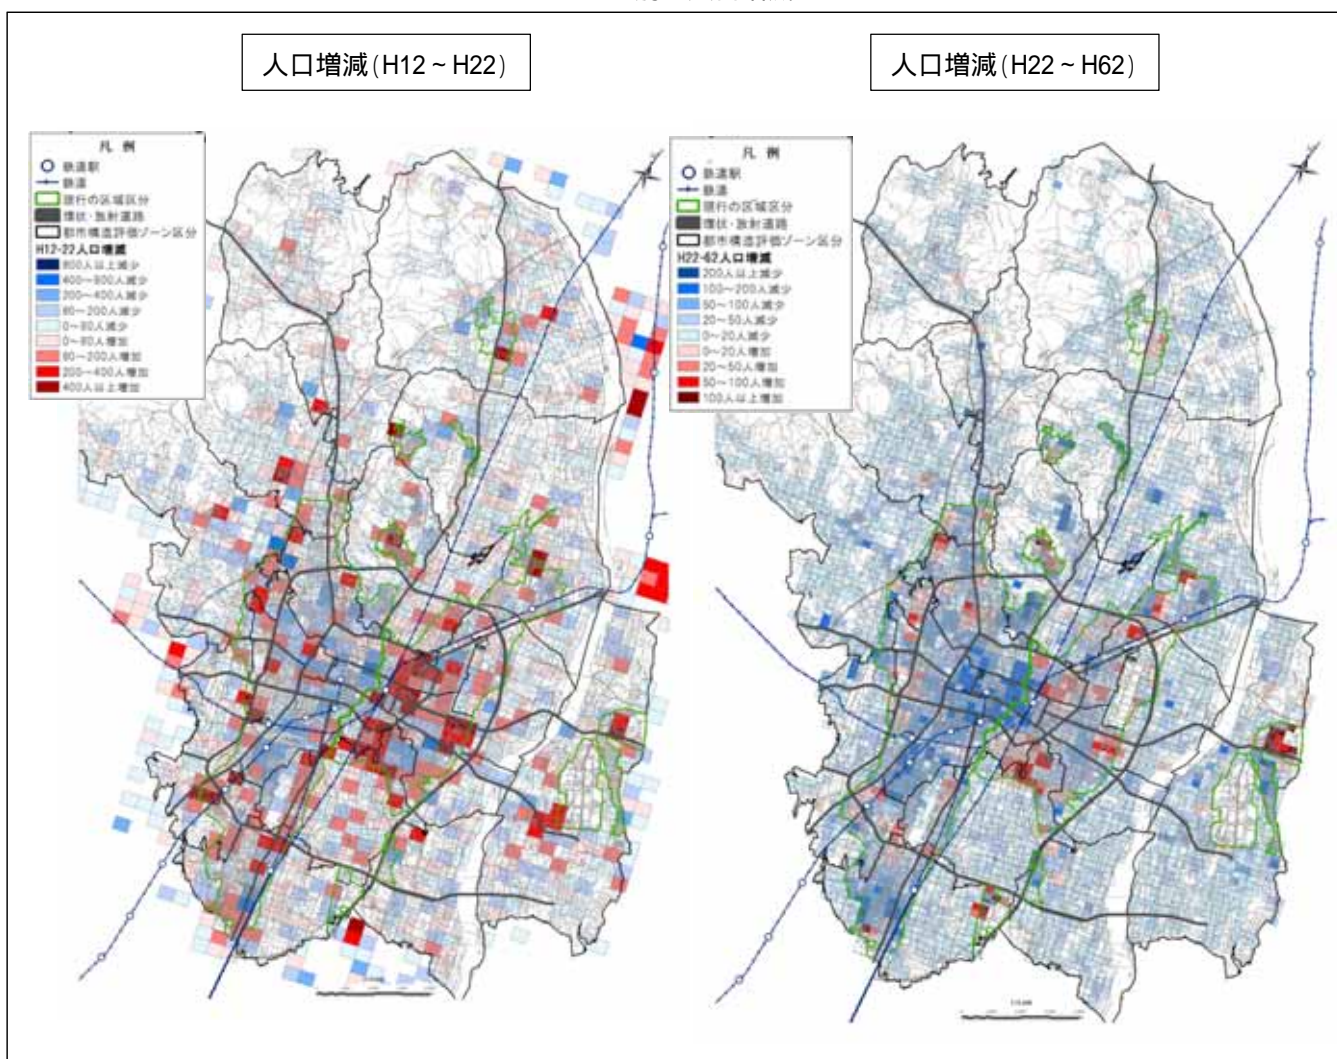 人口増減(H12～H22)
人口増減(H22～H62)
凡 例
鉄道駅
鉄道
現行の区域区分
環状・放射道路
都市構造評価ゾーン区分
H12-22人口増減
800人以上減少
400～800人減少
200～400人減少
80～200人減少
0～80人減少
0～80人増加
80～200人増加
200～400人増加
400人以上増加
凡 例
鉄道駅
鉄道
現行の区域区分
環状・放射道路
都市構造評価ゾーン区分
H22-62人口増減
200人以上減少
100～200人減少
50～100人減少
20～50人減少
0～20人減少
0～20人増加
20～50人増加
50～100人増加
100人以上増加